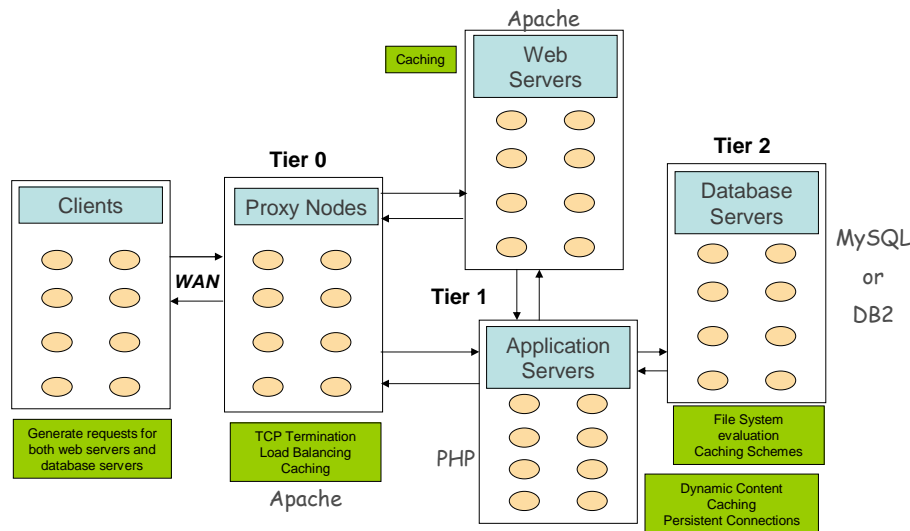 Apache
Caching
Web
Servers
Tier 0
Tier 2
Clients
Proxy Nodes
Database
Servers
WAN
MySQL
or
DB2
Tier 1
Application
Servers
Generate requests for
both web servers and
database servers
TCP Termination
Load Balancing
Caching
Apache
PHP
File System
evaluation
Caching Schemes
Dynamic Content
Caching
Persistent Connections